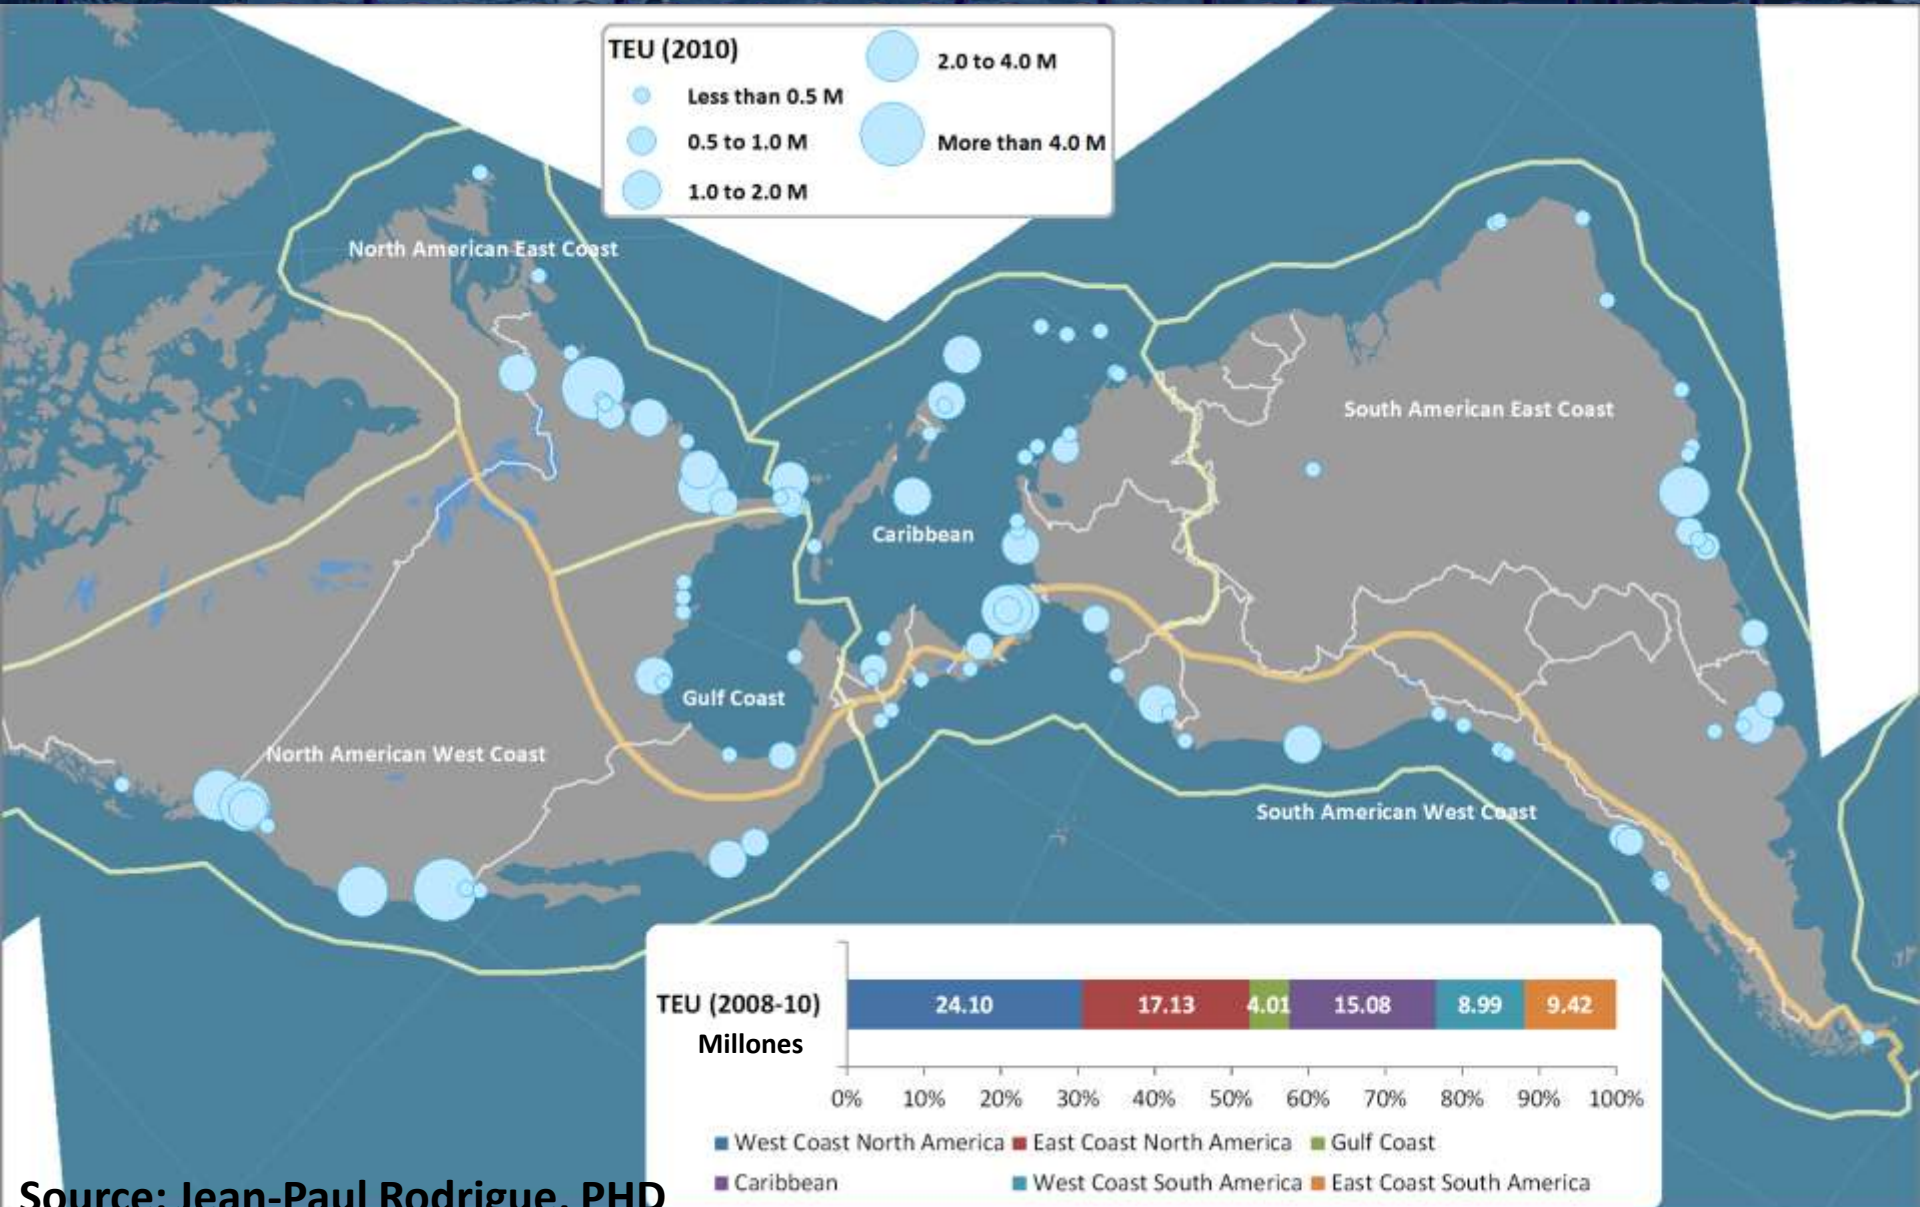 TEU (2010)
Less than 0.5 M
0.5 to 1.0 M
1.0 to 2.0 M
2.0 to 4.0 M
More than 4.0 M
North American East Coast
South American East Coast
Caribbean
Gulf Coast
North American West Coast
South American West Coast
TEU (2008-10)
Millones
24.10 17.13 4.01 15.08 8.99 9.42
0% 10% 20% 30% 40% 50% 60% 70% 80% 90% 100%
West Coast North America East Coast North America Gulf Coast
Caribbean West Coast South America East Coast South America
Source: Jean-Paul Rodrigue, PHD